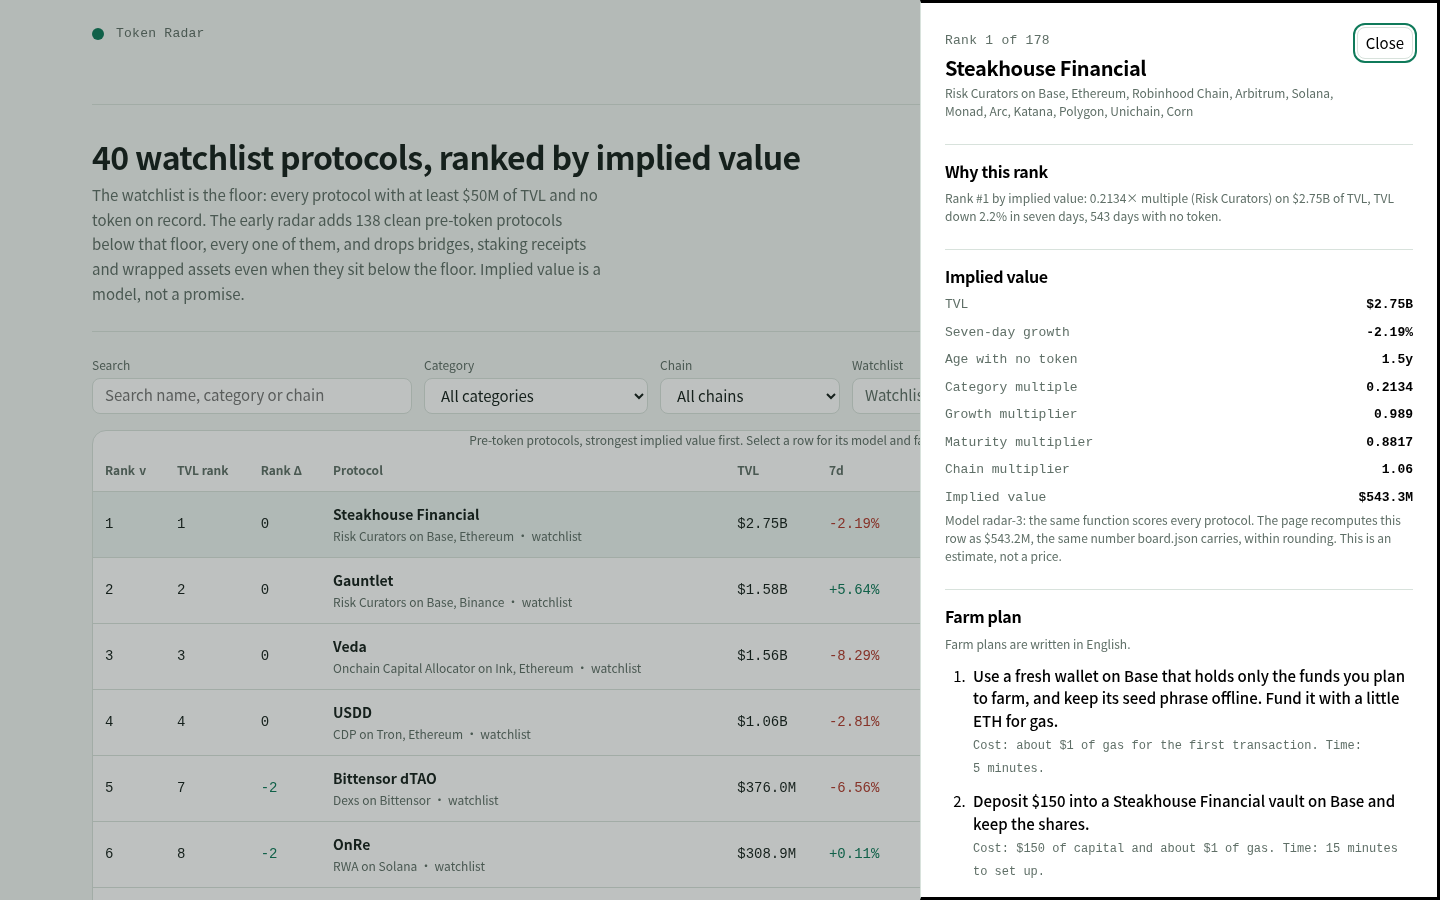 Token Radar
40 watchlist protocols, ranked by implied value
The watchlist is the floor: every protocol with at least $50M of TVL and no
token on record. The early radar adds 138 clean pre-token protocols
below that floor, every one of them, and drops bridges, staking receipts
and wrapped assets even when they sit below the floor. Implied value is a
model, not a promise.
Search
Category
Chain
Watchlist
Search name, category or chain
All categories
All chains
Watchlis
Pre-token protocols, strongest implied value first. Select a row for its model and fa
Rank v TVL rank Rank Δ Protocol TVL 7d
1 1 0 Steakhouse Financial $2.75B -2.19%
Risk Curators on Base, Ethereum • watchlist
2 2 0 Gauntlet $1.58B +5.64%
Risk Curators on Base, Binance • watchlist
3 3 0 Veda $1.56B -8.29%
Onchain Capital Allocator on Ink, Ethereum • watchlist
4 4 0 USDD $1.06B -2.81%
CDP on Tron, Ethereum • watchlist
5 7 -2 Bittensor dTAO $376.0M -6.56%
Dexs on Bittensor • watchlist
6 8 -2 OnRe $308.9M +0.11%
RWA on Solana • watchlist
Rank 1 of 178
Close
Steakhouse Financial
Risk Curators on Base, Ethereum, Robinhood Chain, Arbitrum, Solana,
Monad, Arc, Katana, Polygon, Unichain, Corn
Why this rank
Rank #1 by implied value: 0.2134× multiple (Risk Curators) on $2.75B of TVL, TVL
down 2.2% in seven days, 543 days with no token.
Implied value
TVL $2.75B
Seven-day growth -2.19%
Age with no token 1.5y
Category multiple 0.2134
Growth multiplier 0.989
Maturity multiplier 0.8817
Chain multiplier 1.06
Implied value $543.3M
Model radar-3: the same function scores every protocol. The page recomputes this
row as $543.2M, the same number board.json carries, within rounding. This is an
estimate, not a price.
Farm plan
Farm plans are written in English.
1. Use a fresh wallet on Base that holds only the funds you plan
to farm, and keep its seed phrase offline. Fund it with a little
ETH for gas.
Cost: about $1 of gas for the first transaction. Time:
5 minutes.
2. Deposit $150 into a Steakhouse Financial vault on Base and
keep the shares.
Cost: $150 of capital and about $1 of gas. Time: 15 minutes
to set up.